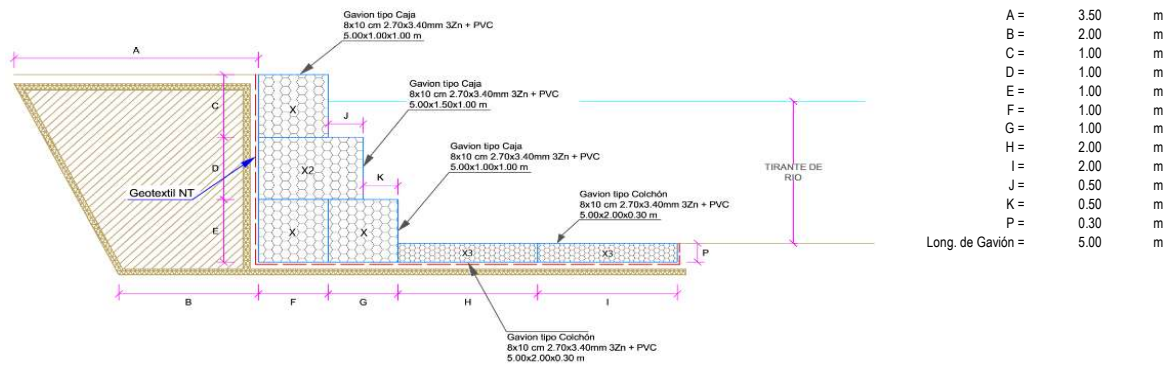 Gavion tipo Caja
8x10 cm 2.70x3.40mm 3Zn + PVC
5.00x1.00x1.00 m
A
C
X
Gavion tipo Caja
8x10 cm 2.70x3.40mm 3Zn + PVC
5.00x1.50x1.00 m
J
D
X2
Gavion tipo Caja
8x10 cm 2.70x3.40mm 3Zn + PVC
5.00x1.00x1.00 m
K
TIRANTE DE
RIO
Geotextil NT
Gavion tipo Colchón
8x10 cm 2.70x3.40mm 3Zn + PVC
5.00x2.00x0.30 m
E
X
X
X3
X3
P
B
F
G
H
I
Gavion tipo Colchón
8x10 cm 2.70x3.40mm 3Zn + PVC
5.00x2.00x0.30 m
A = 3.50 m
B = 2.00 m
C = 1.00 m
D = 1.00 m
E = 1.00 m
F = 1.00 m
G = 1.00 m
H = 2.00 m
I = 2.00 m
J = 0.50 m
K = 0.50 m
P = 0.30 m
Long. de Gavión = 5.00 m